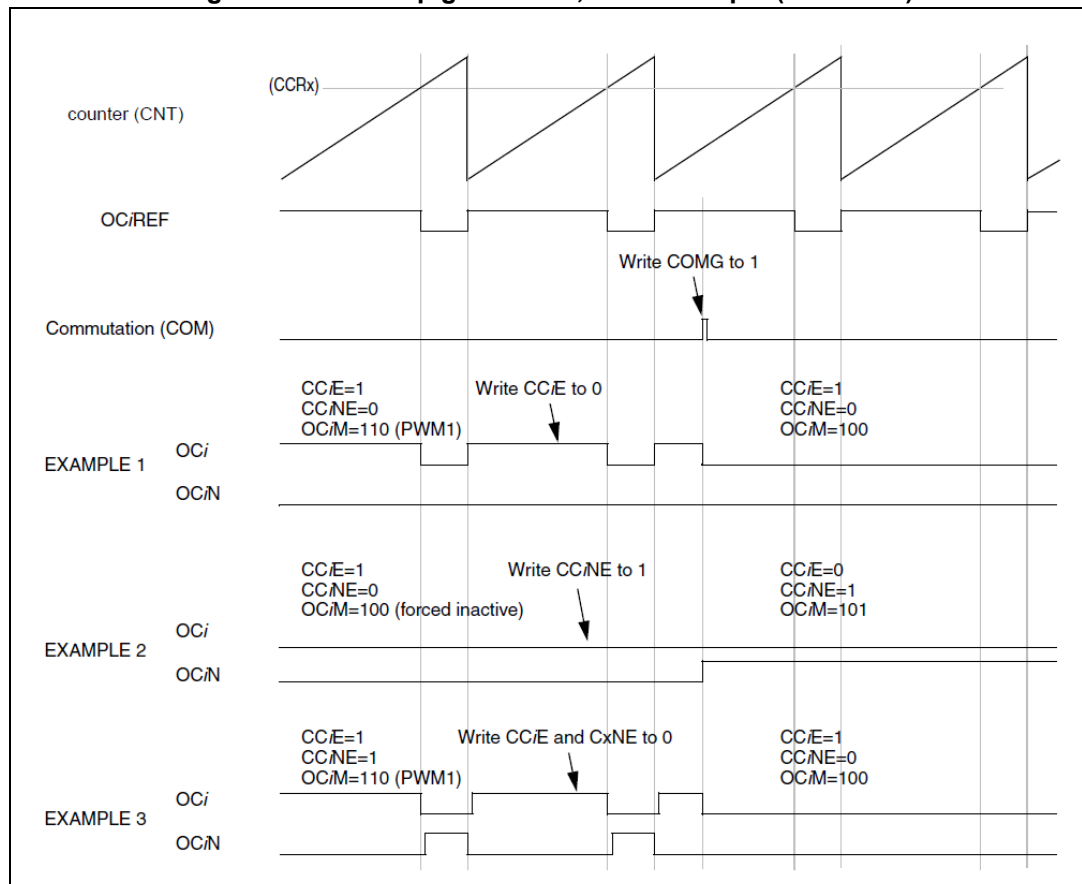 (CCRx)
counter (CNT)
OCiREF
Write COMG to 1
Commutation (COM)
CCiE=1
CCiNE=0
OCiM=110 (PWM1)
Write CCiE to 0
CCiE=1
CCiNE=0
OCiM=100
EXAMPLE 1
OCi
OCiN
CCiE=1
CCiNE=0
OCiM=100 (forced inactive)
Write CCiNE to 1
CCiE=0
CCiNE=1
OCiM=101
EXAMPLE 2
OCi
OCiN
CCiE=1
CCiNE=1
OCiM=110 (PWM1)
Write CCiE and CxNE to 0
CCiE=1
CCiNE=0
OCiM=100
EXAMPLE 3
OCi
OCiN